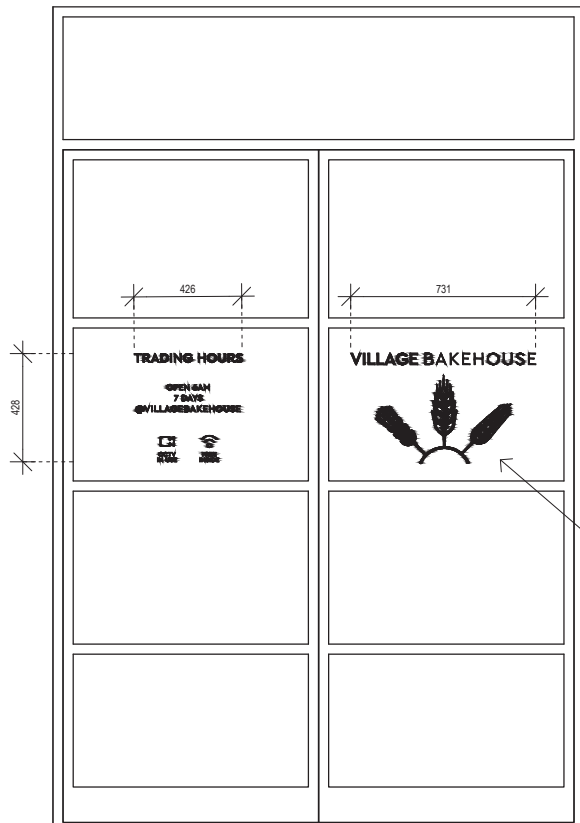 426
731
428
TRADING HOURS
OPEN 6AM
7 DAYS
@VILLAGEBAKEHOUSE
VILLAGE BAKEHOUSE